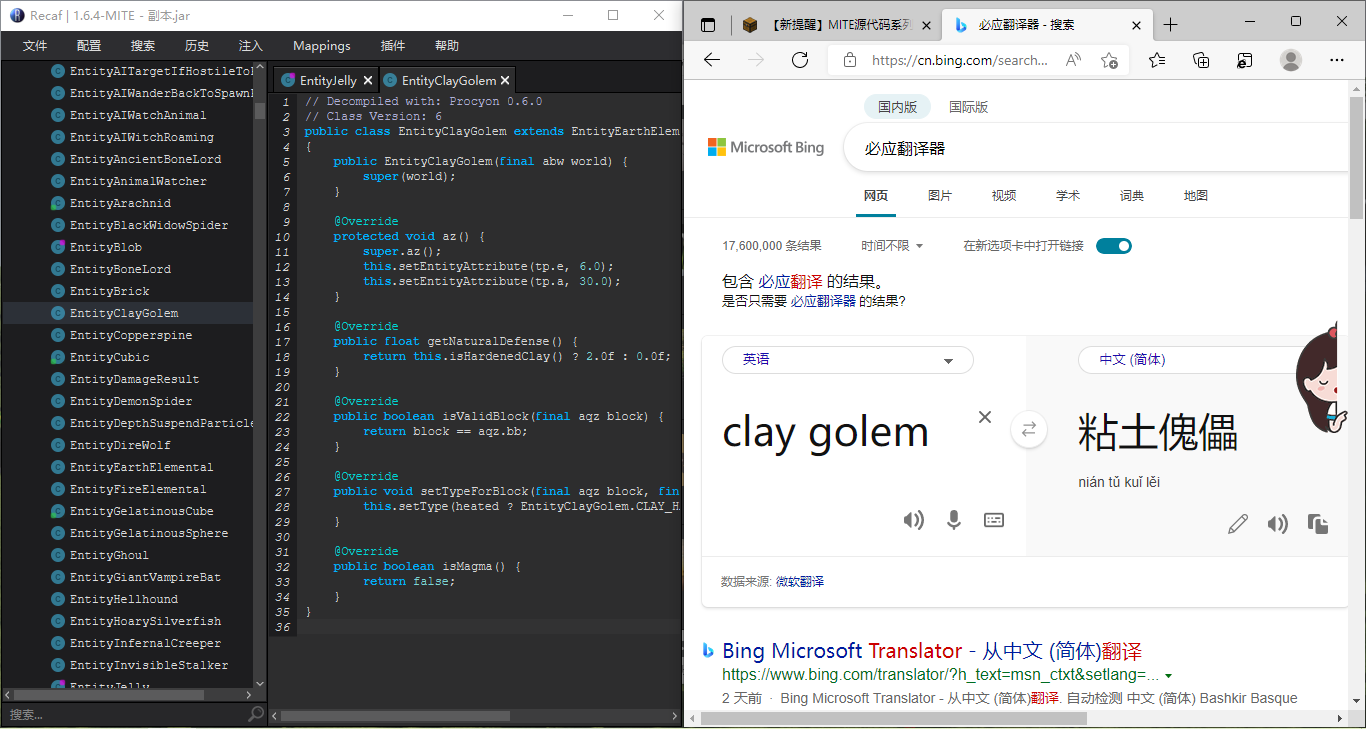 Recaf | 1.6.4-MITE - 副本.jar
文件 配置 搜索 历史 注入 Mappings 插件 帮助
EntityAITargetIfHostileTo
EntityAIWanderBackToSpawn
EntityAIWatchAnimal
EntityAIWitchRoaming
EntityAncientBoneLord
EntityAnimalWatcher
EntityArachnid
EntityBlackWidowSpider
EntityBlob
EntityBoneLord
EntityBrick
EntityClayGolem
EntityCopperspine
EntityCubic
EntityDamageResult
EntityDemonSpider
EntityDepthSuspendParticle
EntityDireWolf
EntityEarthElemental
EntityFireElemental
EntityGelatinousCube
EntityGelatinousSphere
EntityGhoul
EntityGiantVampireBat
EntityHellhound
EntityHoarySilverfish
EntityInfernalCreeper
EntityInvisibleStalker
EntityJelly
搜索...
EntityJelly EntityClayGolem
1 // Decompiled with: Procyon 0.6.0
2 // Class Version: 6
3 public class EntityClayGolem extends EntityEarthElem
4 {
5 public EntityClayGolem(final abw world) {
6 super(world);
7 }
8
9 @Override
10 protected void az() {
11 super.az();
12 this.setEntityAttribute(tp.e, 6.0);
13 this.setEntityAttribute(tp.a, 30.0);
14 }
15
16 @Override
17 public float getNaturalDefense() {
18 return this.isHardenedClay() ? 2.0f : 0.0f;
19 }
20
21 @Override
22 public boolean isValidBlock(final aqz block) {
23 return block == aqz.bb;
24 }
25
26 @Override
27 public void setTypeForBlock(final aqz block, fin
28 this.setType(heated ? EntityClayGolem.CLAY_H
29 }
30
31 @Override
32 public boolean isMagma() {
33 return false;
34 }
35 }
36
【新提醒】MITE源代码系列 必应翻译器 - 搜索
https://cn.bing.com/search...
国内版 国际版
Microsoft Bing 必应翻译器
网页 图片 视频 学术 词典 地图
17,600,000 条结果 时间不限 在新选项卡中打开链接
包含 必应翻译 的结果。
是否只需要 必应翻译器 的结果?
英语 中文 (简体)
clay golem 粘土傀儡
nián tǔ kuǐ lěi
数据来源: 微软翻译
Bing Microsoft Translator - 从中文 (简体)翻译
https://www.bing.com/translator/?h_text=msn_ctxt&setlang=...
2 天前 · Bing Microsoft Translator - 从中文 (简体)翻译. 自动检测 中文 (简体) Bashkir Basque